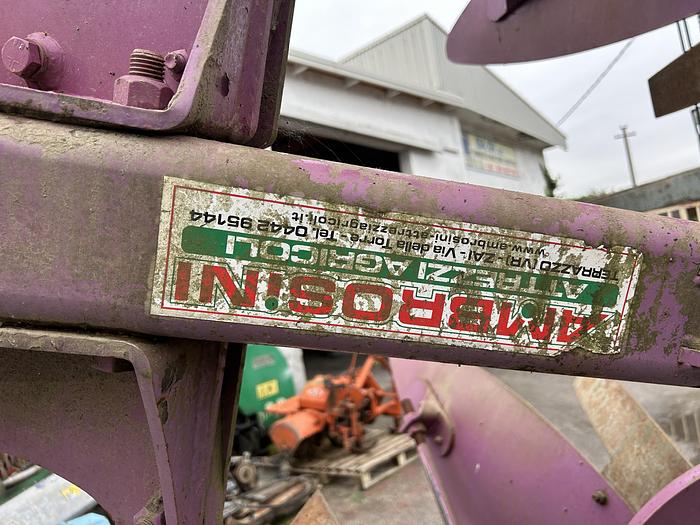 AMBROSINI
ATTREZZI AGRICOLI
TERRAZZO (VR) - ZAI - Via della Torre - Tel. 0442 95144
www.ambrosini-attrezziagricoli.it